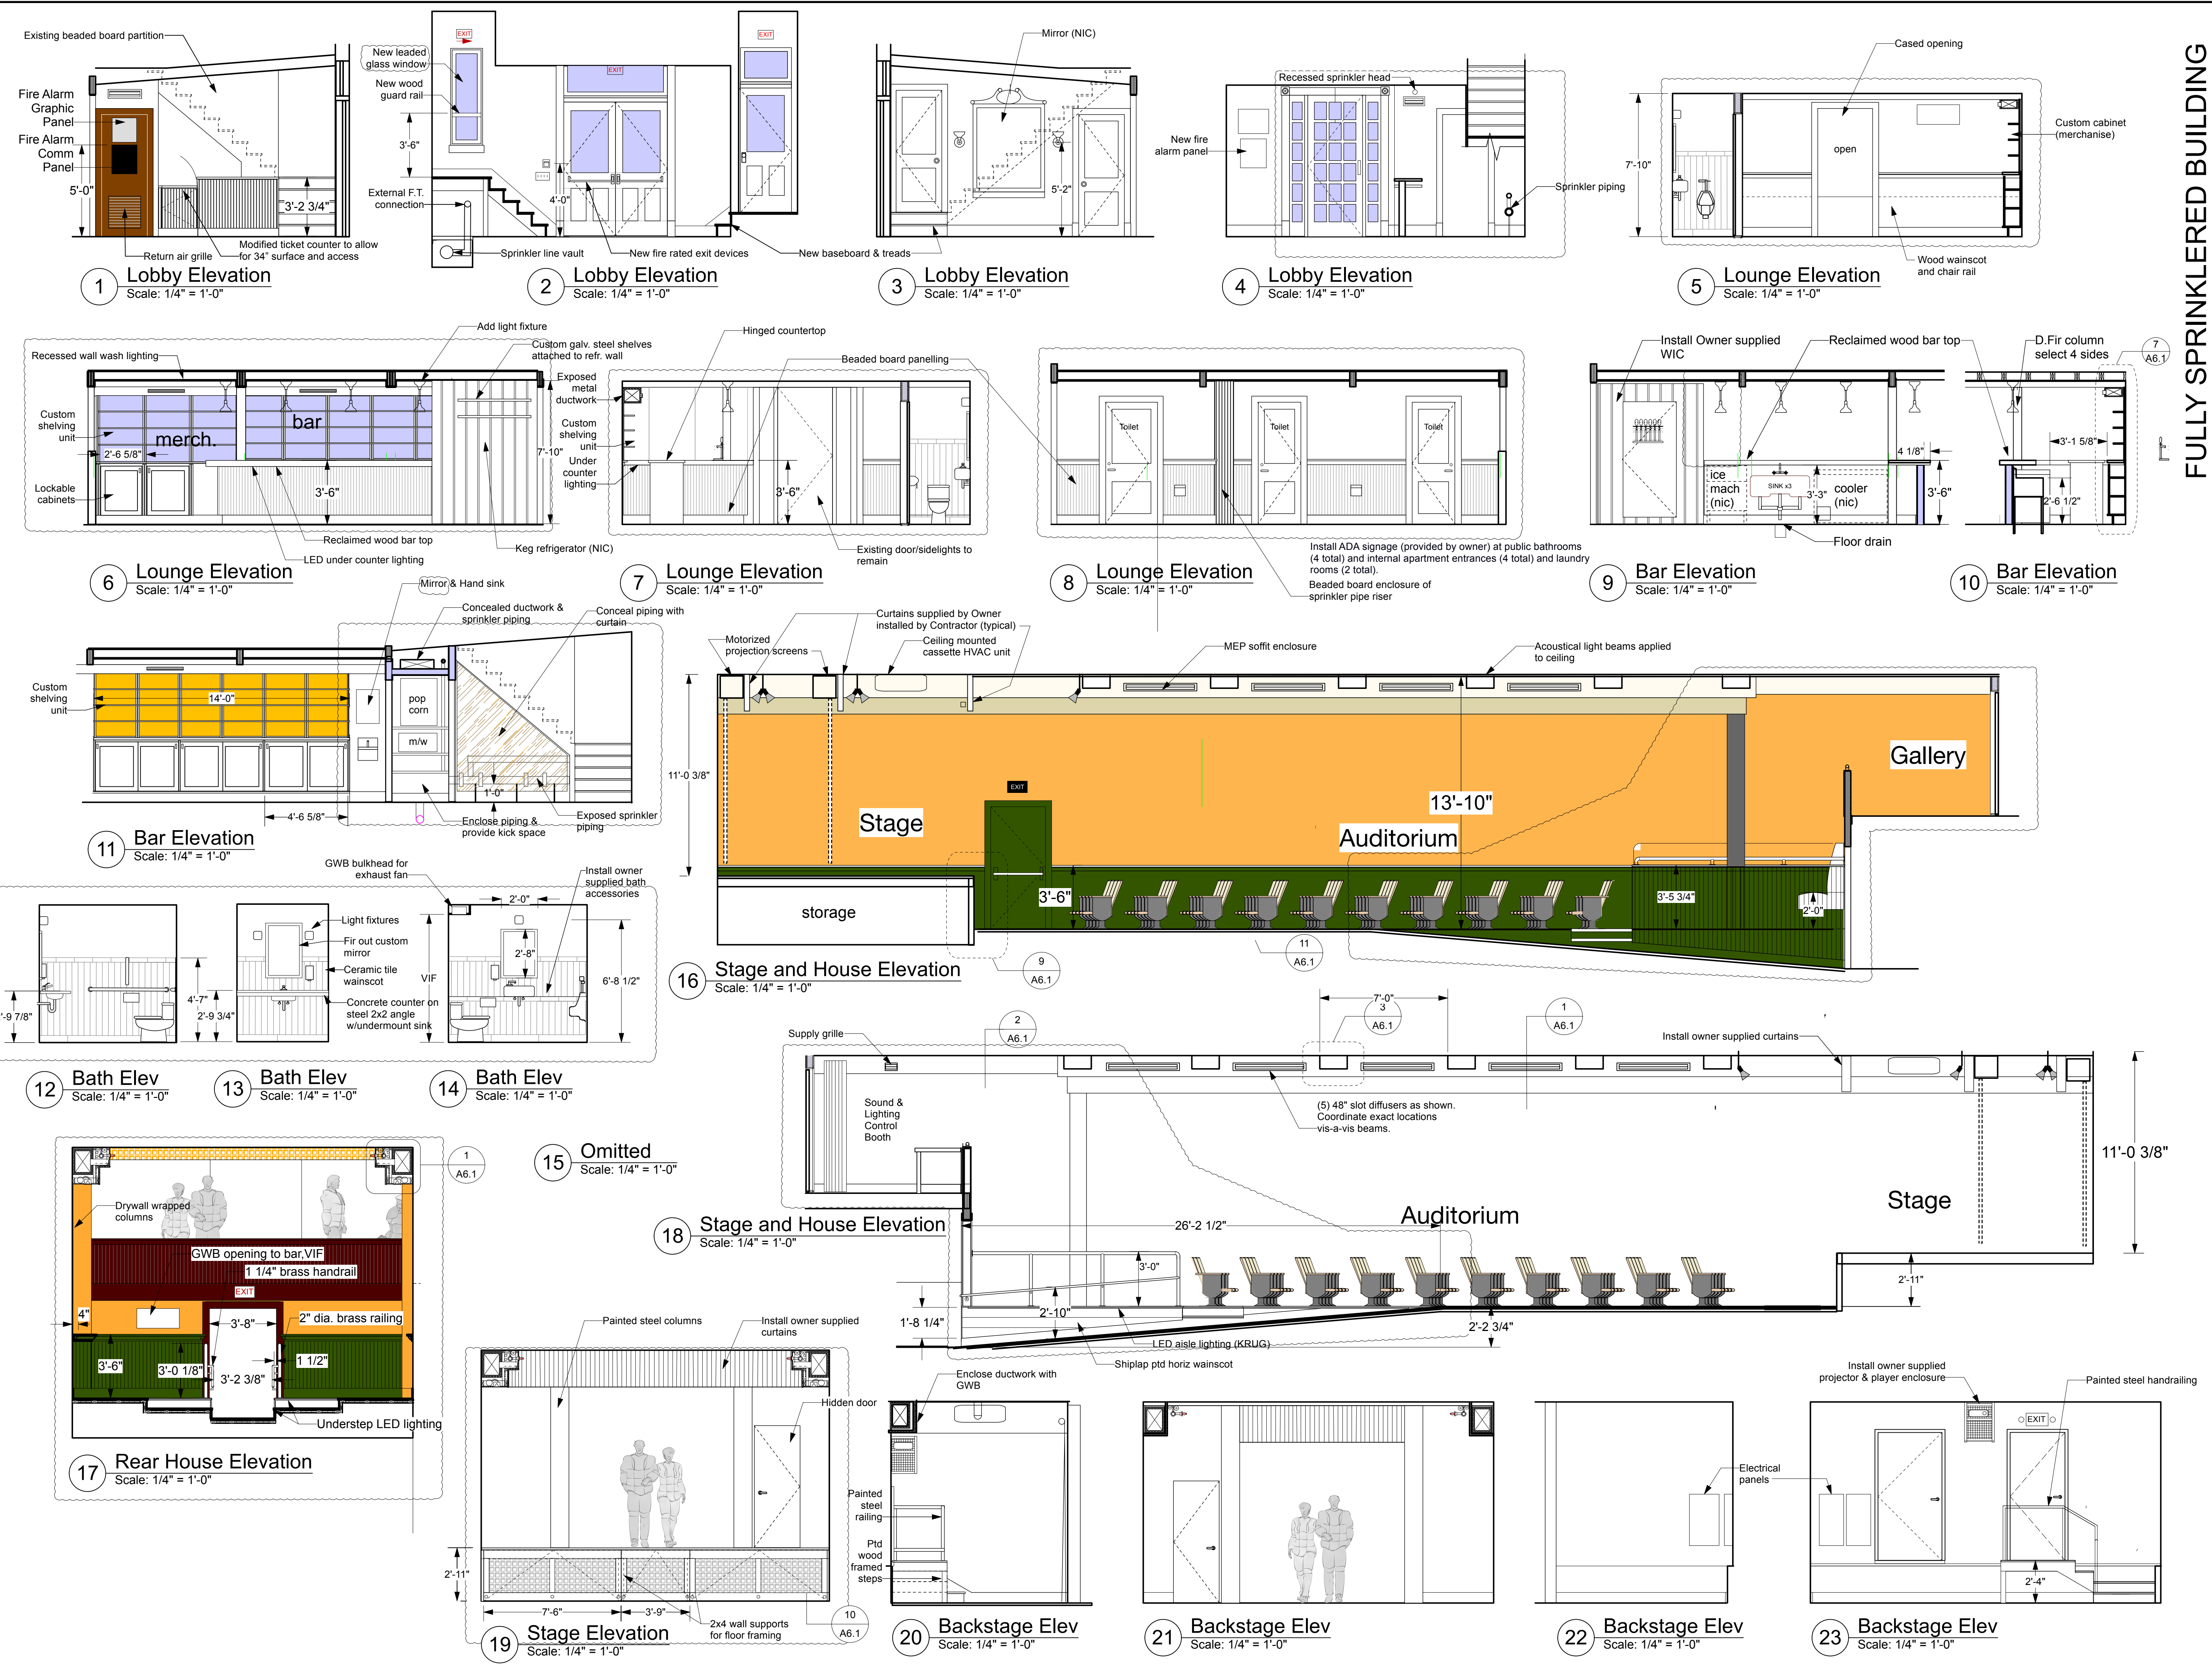 FULLY SPRINKLERED BUILDING
Existing beaded board partition
Fire Alarm
Graphic
Panel
Fire Alarm
Comm
Panel
5'-0"
3'-2 3/4"
Return air grille
Modified ticket counter to allow
for 34" surface and access
1
Lobby Elevation
Scale: 1/4" = 1'-0"
EXIT
EXIT
EXIT
New leaded
glass window
New wood
guard rail
3'-6"
External F.T.
connection
4'-0"
Sprinkler line vault
New fire rated exit devices
New baseboard & treads
2
Lobby Elevation
Scale: 1/4" = 1'-0"
Mirror (NIC)
5'-2"
3
Lobby Elevation
Scale: 1/4" = 1'-0"
Recessed sprinkler head
New fire
alarm panel
Sprinkler piping
4
Lobby Elevation
Scale: 1/4" = 1'-0"
Cased opening
7'-10"
open
Custom cabinet
(merchanise)
Wood wainscot
and chair rail
5
Lounge Elevation
Scale: 1/4" = 1'-0"
Recessed wall wash lighting
Add light fixture
Custom galv. steel shelves
attached to refr. wall
Custom
shelving
unit
merch.
bar
2'-6 5/8"
Lockable
cabinets
3'-6"
7'-10"
Reclaimed wood bar top
LED under counter lighting
Keg refrigerator (NIC)
6
Lounge Elevation
Scale: 1/4" = 1'-0"
Hinged countertop
Beaded board panelling
Exposed
metal
ductwork
Custom
shelving
unit
Under
counter
lighting
3'-6"
Existing door/sidelights to
remain
7
Lounge Elevation
Scale: 1/4" = 1'-0"
Toilet
Toilet
Toilet
Install ADA signage (provided by owner) at public bathrooms
(4 total) and internal apartment entrances (4 total) and laundry
rooms (2 total).
Beaded board enclosure of
sprinkler pipe riser
8
Lounge Elevation
Scale: 1/4" = 1'-0"
Install Owner supplied
WIC
Reclaimed wood bar top
ice
mach
(nic)
SINK x3
3'-3"
cooler
(nic)
4 1/8"
3'-6"
Floor drain
9
Bar Elevation
Scale: 1/4" = 1'-0"
D.Fir column
select 4 sides
7
A6.1
3'-1 5/8"
2'-6 1/2"
10
Bar Elevation
Scale: 1/4" = 1'-0"
Mirror & Hand sink
Concealed ductwork &
sprinkler piping
Conceal piping with
curtain
Custom
shelving
unit
14'-0"
pop
corn
m/w
1'-0"
4'-6 5/8"
Enclose piping &
provide kick space
Exposed sprinkler
piping
11
Bar Elevation
Scale: 1/4" = 1'-0"
Motorized
projection screens
Curtains supplied by Owner
installed by Contractor (typical)
Ceiling mounted
cassette HVAC unit
MEP soffit enclosure
Acoustical light beams applied
to ceiling
11'-0 3/8"
EXIT
Stage
13'-10"
Auditorium
Gallery
storage
3'-6"
3'-5 3/4"
2'-0"
9
A6.1
11
A6.1
16
Stage and House Elevation
Scale: 1/4" = 1'-0"
'-9 7/8"
4'-7"
12
Bath Elev
Scale: 1/4" = 1'-0"
Light fixtures
Fir out custom
mirror
Ceramic tile
wainscot
Concrete counter on
steel 2x2 angle
w/undermount sink
2'-9 3/4"
13
Bath Elev
Scale: 1/4" = 1'-0"
GWB bulkhead for
exhaust fan
Install owner
supplied bath
accessories
2'-0"
2'-8"
VIF
6'-8 1/2"
14
Bath Elev
Scale: 1/4" = 1'-0"
15
Omitted
Scale: 1/4" = 1'-0"
1
A6.1
Drywall wrapped
columns
GWB opening to bar,VIF
1 1/4" brass handrail
EXIT
4"
3'-8"
2" dia. brass railing
3'-6"
3'-0 1/8"
1 1/2"
3'-2 3/8"
Understep LED lighting
17
Rear House Elevation
Scale: 1/4" = 1'-0"
Supply grille
2
A6.1
7'-0"
3
A6.1
1
A6.1
Install owner supplied curtains
Sound &
Lighting
Control
Booth
(5) 48" slot diffusers as shown.
Coordinate exact locations
vis-a-vis beams.
11'-0 3/8"
Stage
Auditorium
26'-2 1/2"
3'-0"
2'-10"
1'-8 1/4"
2'-2 3/4"
2'-11"
LED aisle lighting (KRUG)
Shiplap ptd horiz wainscot
18
Stage and House Elevation
Scale: 1/4" = 1'-0"
Painted steel columns
Install owner supplied
curtains
Hidden door
2'-11"
7'-6"
3'-9"
2x4 wall supports
for floor framing
10
A6.1
19
Stage Elevation
Scale: 1/4" = 1'-0"
Enclose ductwork with
GWB
Painted
steel
railing
Ptd
wood
framed
steps
20
Backstage Elev
Scale: 1/4" = 1'-0"
21
Backstage Elev
Scale: 1/4" = 1'-0"
Electrical
panels
22
Backstage Elev
Scale: 1/4" = 1'-0"
Install owner supplied
projector & player enclosure
Painted steel handrailing
EXIT
2'-4"
23
Backstage Elev
Scale: 1/4" = 1'-0"